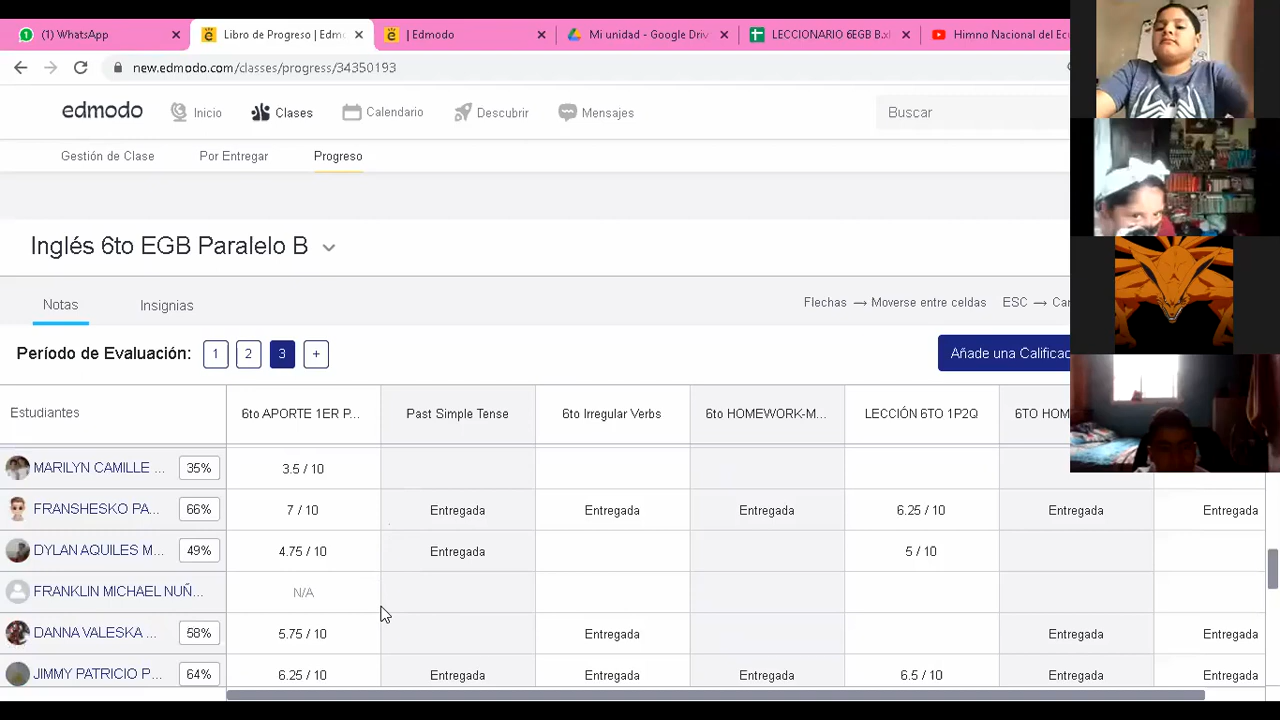 (1) WhatsApp
Libro de Progreso | Edm
| Edmodo
Mi unidad - Google Driv
LECCIONARIO 6EGB B.x
Himno Nacional del Ec
new.edmodo.com/classes/progress/34350193
edmodo
Inicio
Clases
Calendario
Descubrir
Mensajes
Buscar
Gestión de Clase
Por Entregar
Progreso
Inglés 6to EGB Paralelo B
Notas
Insignias
Flechas → Moverse entre celdas ESC → Ca
Período de Evaluación: 1 2 3 +
Añade una Calificac
Estudiantes 6to APORTE 1ER P... Past Simple Tense 6to Irregular Verbs 6to HOMEWORK-M... LECCIÓN 6TO 1P2Q 6TO HOM
MARILYN CAMILLE ... 35% 3.5 / 10
FRANSHESKO PA... 66% 7 / 10 Entregada Entregada Entregada 6.25 / 10 Entregada Entregada
DYLAN AQUILES M... 49% 4.75 / 10 Entregada 5 / 10
FRANKLIN MICHAEL NUÑ... N/A
DANNA VALESKA ... 58% 5.75 / 10 Entregada Entregada Entregada
JIMMY PATRICIO P... 64% 6.25 / 10 Entregada Entregada Entregada 6.5 / 10 Entregada Entregada